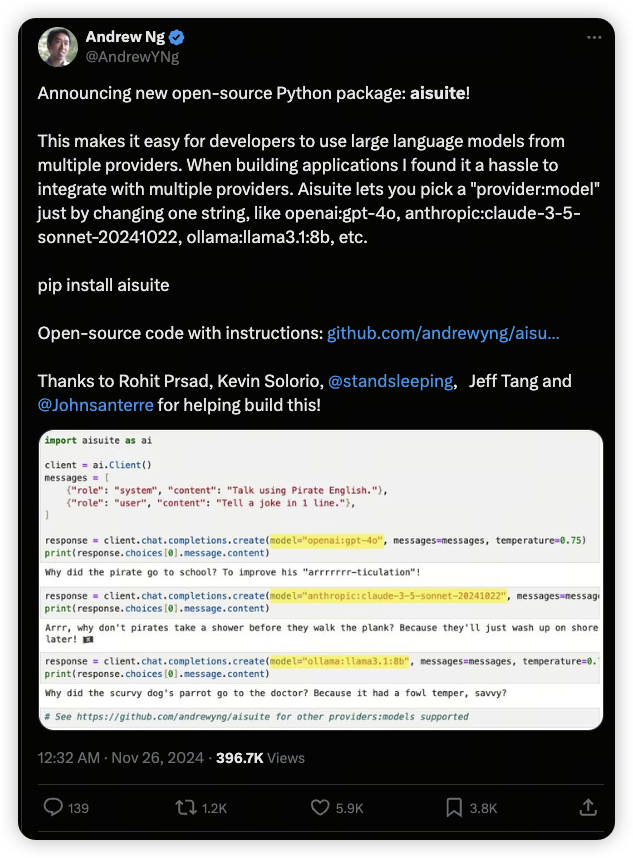 Andrew Ng
@AndrewYNg
Announcing new open-source Python package: aisuite!
This makes it easy for developers to use large language models from
multiple providers. When building applications I found it a hassle to
integrate with multiple providers. Aisuite lets you pick a "provider:model"
just by changing one string, like openai:gpt-4o, anthropic:claude-3-5-
sonnet-20241022, ollama:llama3.1:8b, etc.
pip install aisuite
Open-source code with instructions: github.com/andrewyng/aisu...
Thanks to Rohit Prsad, Kevin Solorio, @standsleeping, Jeff Tang and
@Johnsanterre for helping build this!
import aisuite as ai
client = ai.Client()
messages = [
{"role": "system", "content": "Talk using Pirate English."},
{"role": "user", "content": "Tell a joke in 1 line."},
]
response = client.chat.completions.create(model="openai:gpt-4o", messages=messages, temperature=0.75)
print(response.choices[0].message.content)
Why did the pirate go to school? To improve his "arrrrrrr-ticulation"!
response = client.chat.completions.create(model="anthropic:claude-3-5-sonnet-20241022", messages=messag
print(response.choices[0].message.content)
Arrr, why don't pirates take a shower before they walk the plank? Because they'll just wash up on shore
later! 🏴‍☠️
response = client.chat.completions.create(model="ollama:llama3.1:8b", messages=messages, temperature=0.
print(response.choices[0].message.content)
Why did the scurvy dog's parrot go to the doctor? Because it had a fowl temper, savvy?
# See https://github.com/andrewyng/aisuite for other providers:models supported
12:32 AM · Nov 26, 2024 · 396.7K Views
139 1.2K 5.9K 3.8K